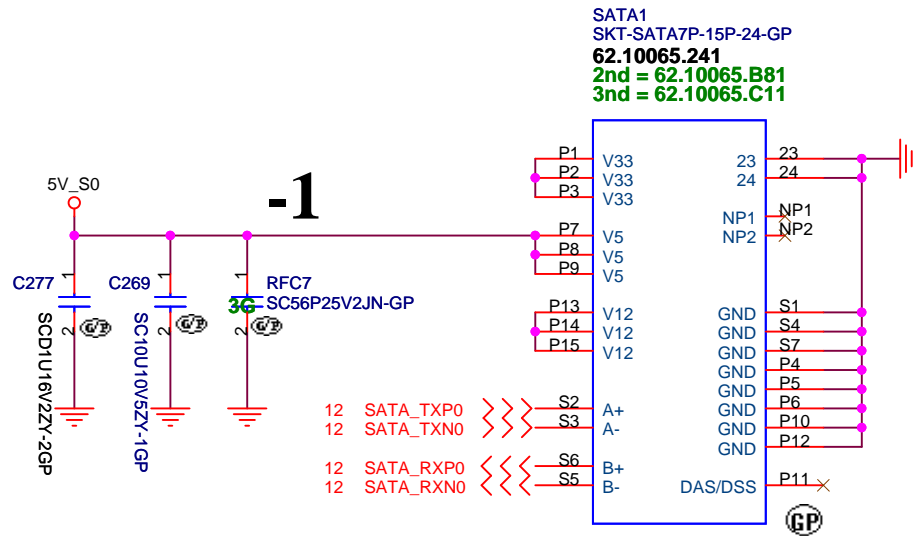 SATA1
SKT-SATA7P-15P-24-GP
62.10065.241
2nd = 62.10065.B81
3nd = 62.10065.C11
5V_S0
-1
C277
1
2
SCD1U16V2ZY-2GP
G/P
C269
1
2
SC10U10V5ZY-1GP
G/P
RFC7
SC56P25V2JN-GP
1
3G
2
G/P
P1 V33
P2 V33
P3 V33
P7 V5
P8 V5
P9 V5
P13 V12
P14 V12
P15 V12
12 SATA_TXP0 S2 A+
12 SATA_TXN0 S3 A-
12 SATA_RXP0 S6 B+
12 SATA_RXN0 S5 B-
23 23
24 24
NP1 NP1
NP2 NP2
GND S1
GND S4
GND S7
GND P4
GND P5
GND P6
GND P10
GND P12
DAS/DSS P11
GP